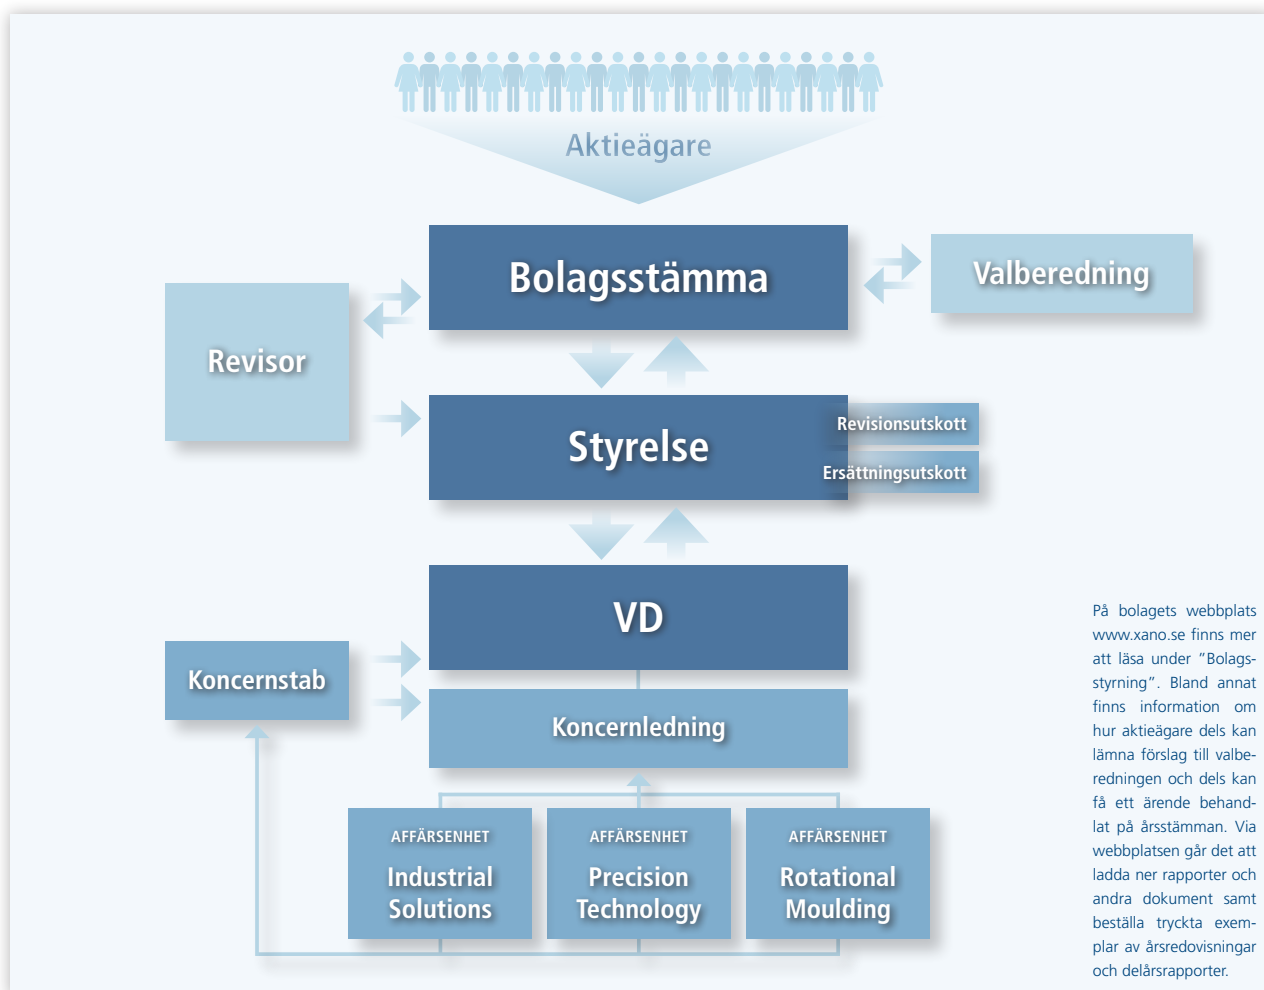 Aktieägare
Bolagsstämma
Valberedning
Revisor
Styrelse
Revisionsutskott
Ersättningsutskott
VD
Koncernstab
Koncernledning
AFFÄRSENHET
Industrial
Solutions
AFFÄRSENHET
Precision
Technology
AFFÄRSENHET
Rotational
Moulding
På bolagets webbplats
www.xano.se finns mer
att läsa under ”Bolags-
styrning”. Bland annat
finns information om
hur aktieägare dels kan
lämna förslag till valbe-
redningen och dels kan
få ett ärende behand-
lat på årsstämman. Via
webbplatsen går det att
ladda ner rapporter och
andra dokument samt
beställa tryckta exem-
plar av årsredovisningar
och delårsrapporter.